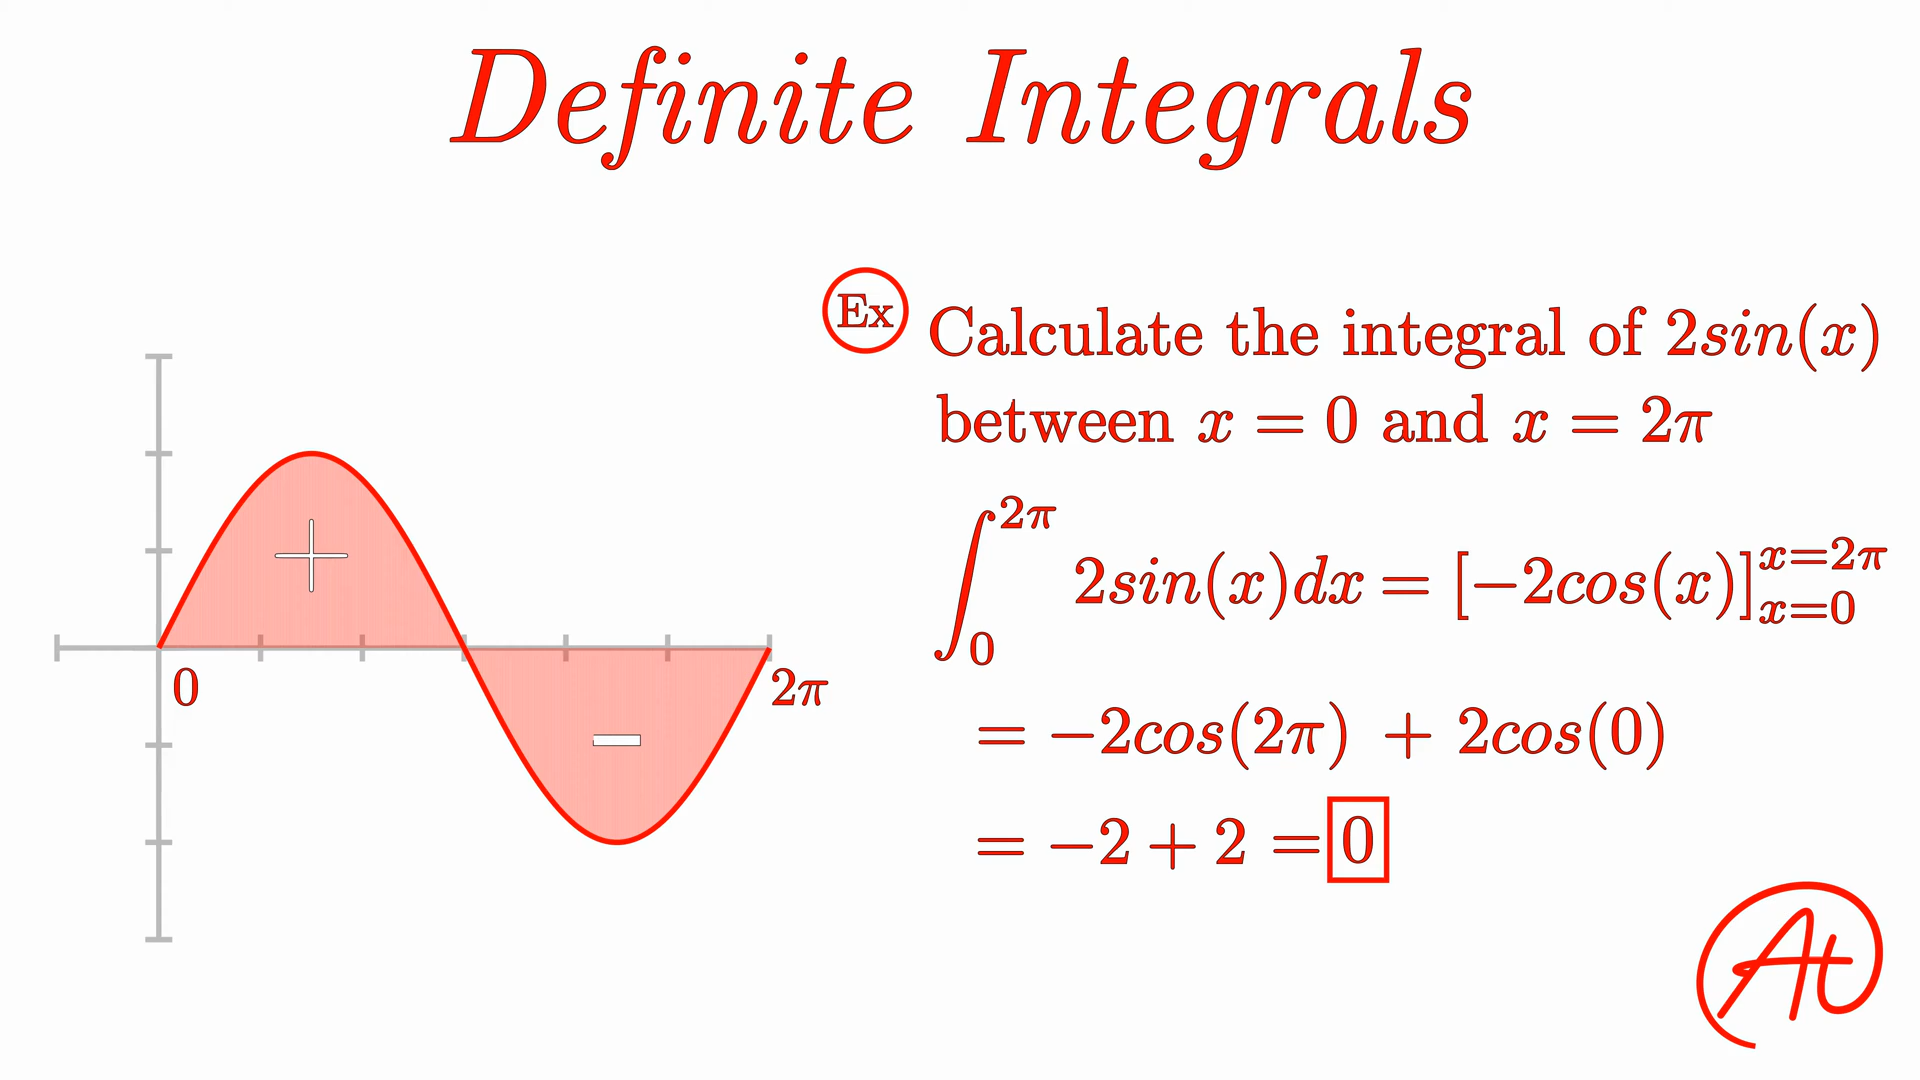 Definite Integrals
Ex
Calculate the integral of 2sin(x)
between x = 0 and x = 2π
∫₀^{2π} 2sin(x)dx = [−2cos(x)]_{x=0}^{x=2π}
= −2cos(2π) + 2cos(0)
= −2 + 2 = 0
+
0
2π
−
At